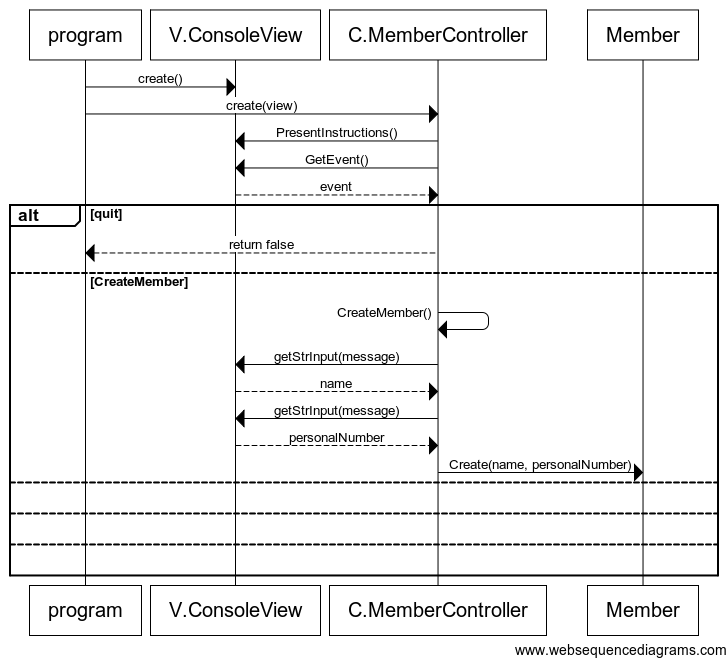 program V.ConsoleView C.MemberController Member
create()
create(view)
PresentInstructions()
GetEvent()
event
alt [quit]
return false
[CreateMember]
CreateMember()
getStrInput(message)
name
getStrInput(message)
personalNumber
Create(name, personalNumber)
program V.ConsoleView C.MemberController Member
www.websequencediagrams.com